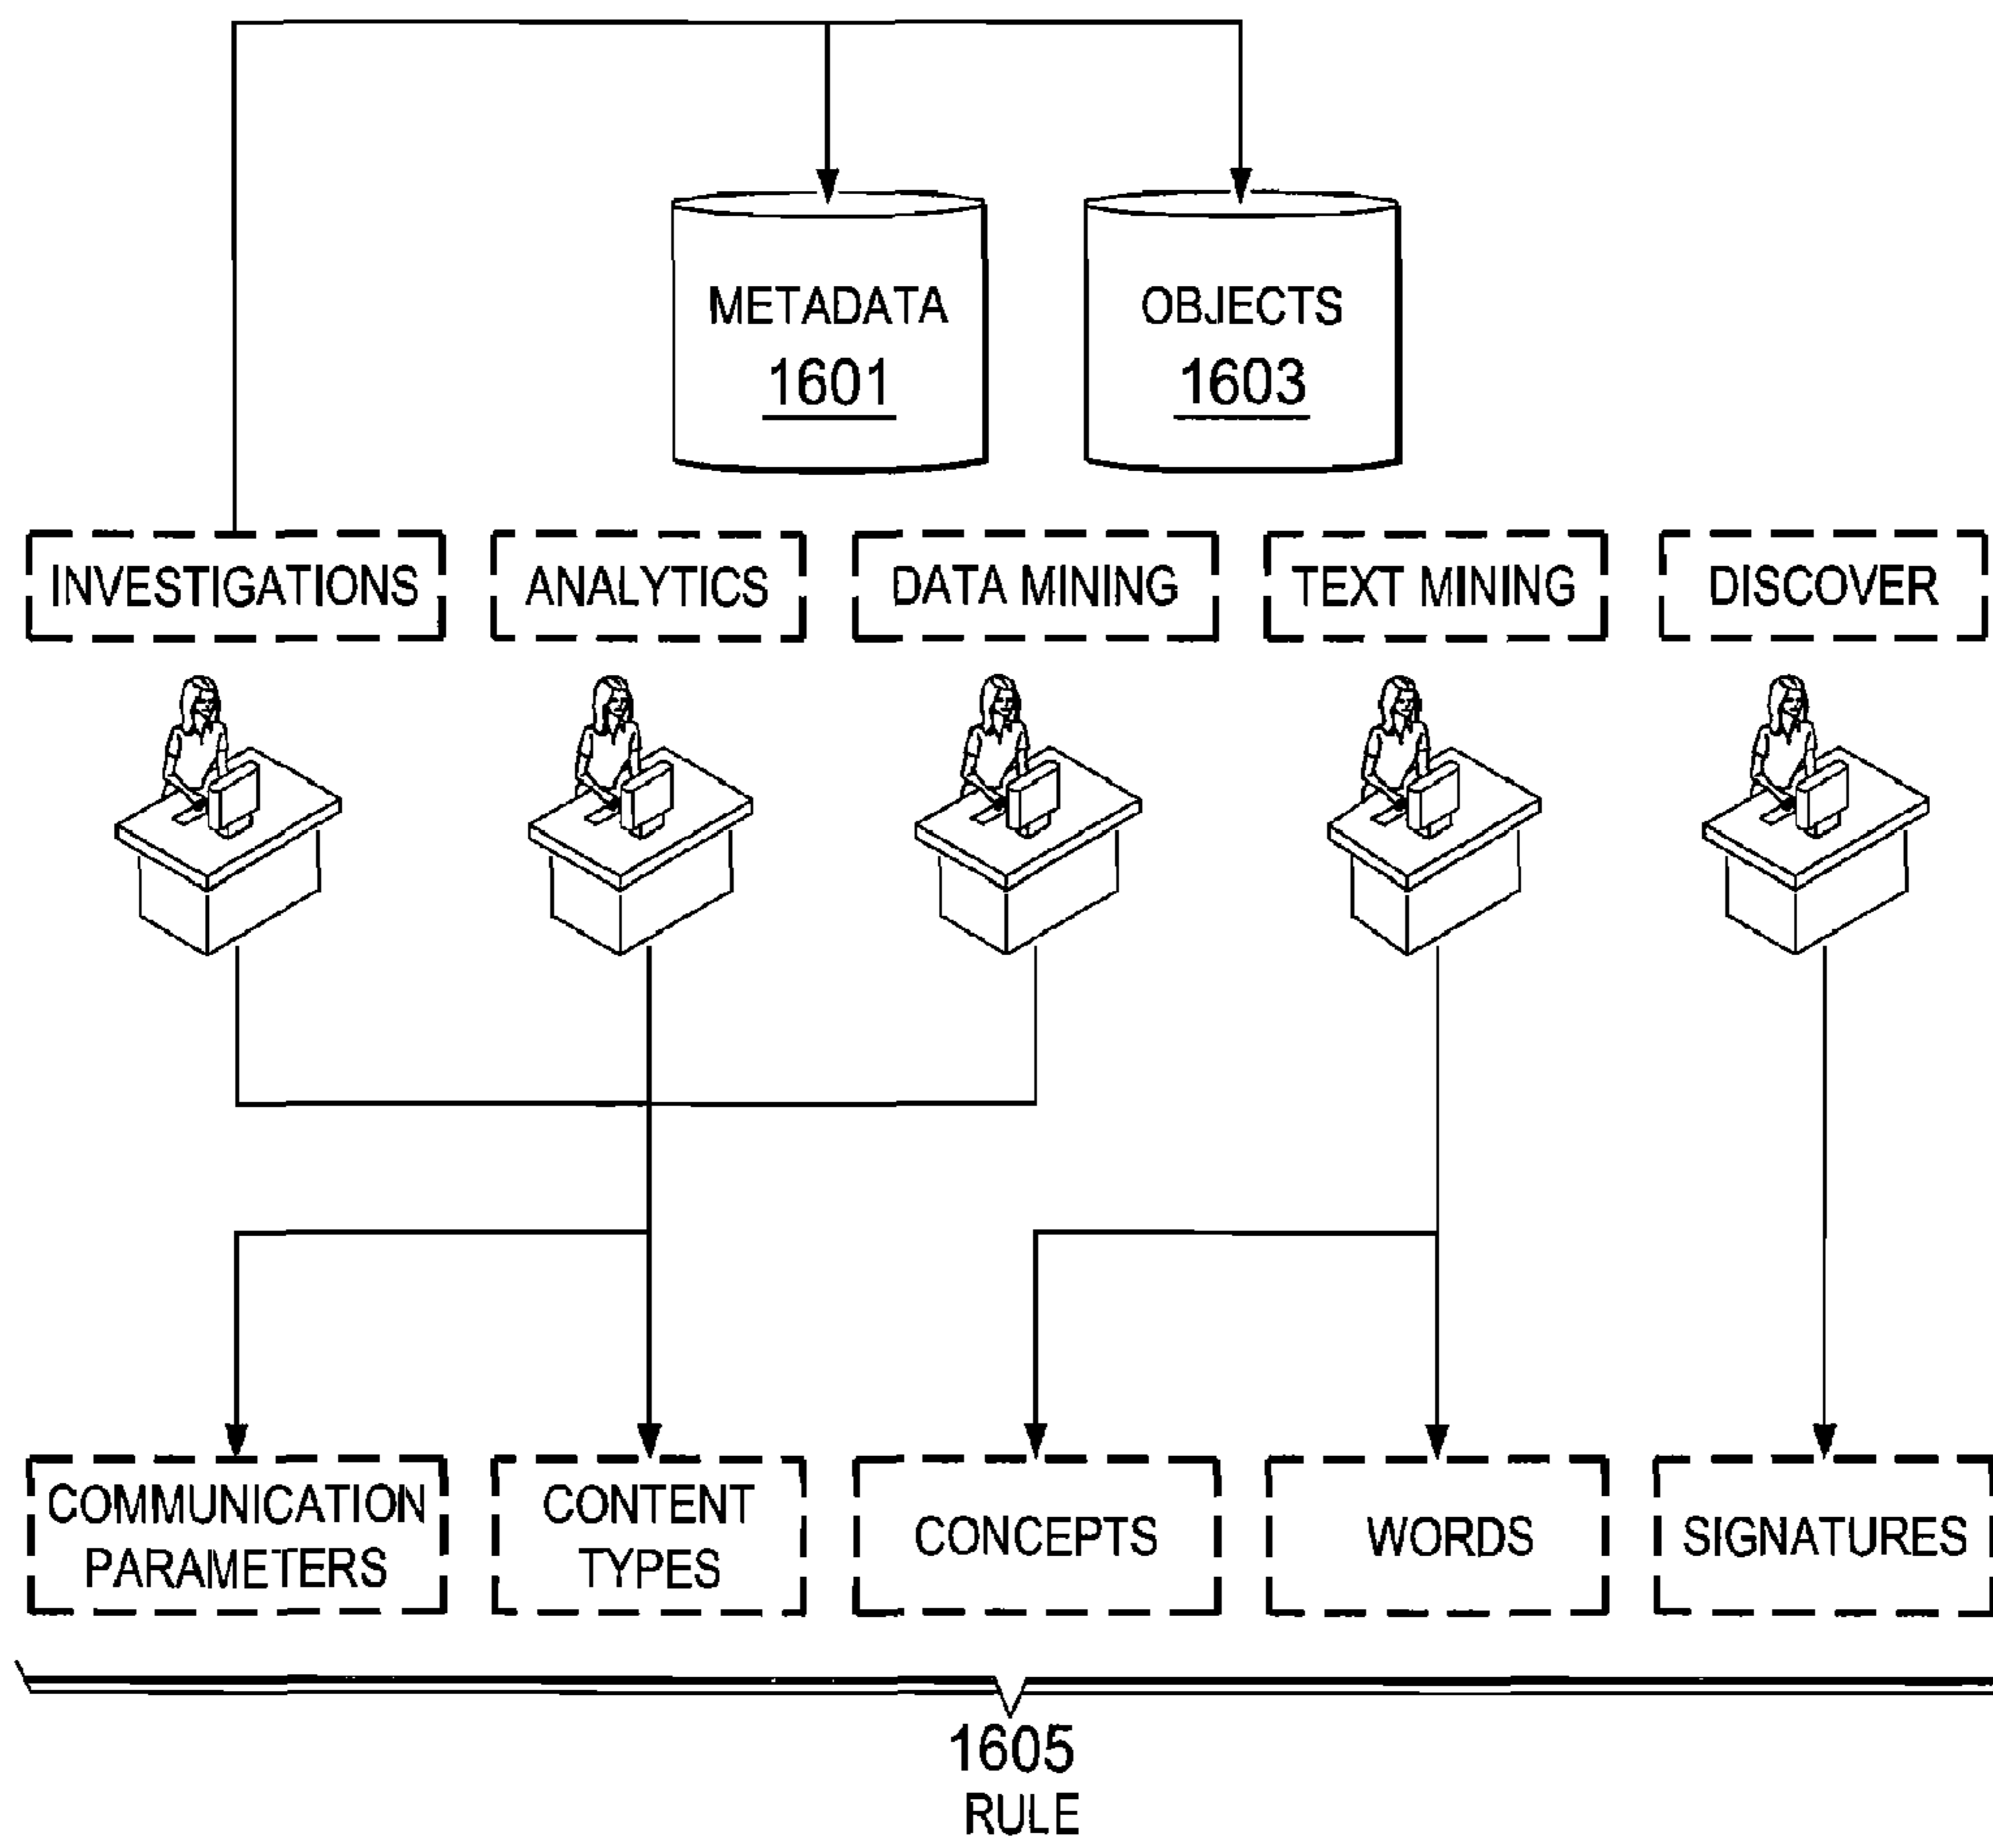 METADATA
1601
OBJECTS
1603
INVESTIGATIONS
ANALYTICS
DATA MINING
TEXT MINING
DISCOVER
COMMUNICATION
PARAMETERS
CONTENT
TYPES
CONCEPTS
WORDS
SIGNATURES
1605
RULE